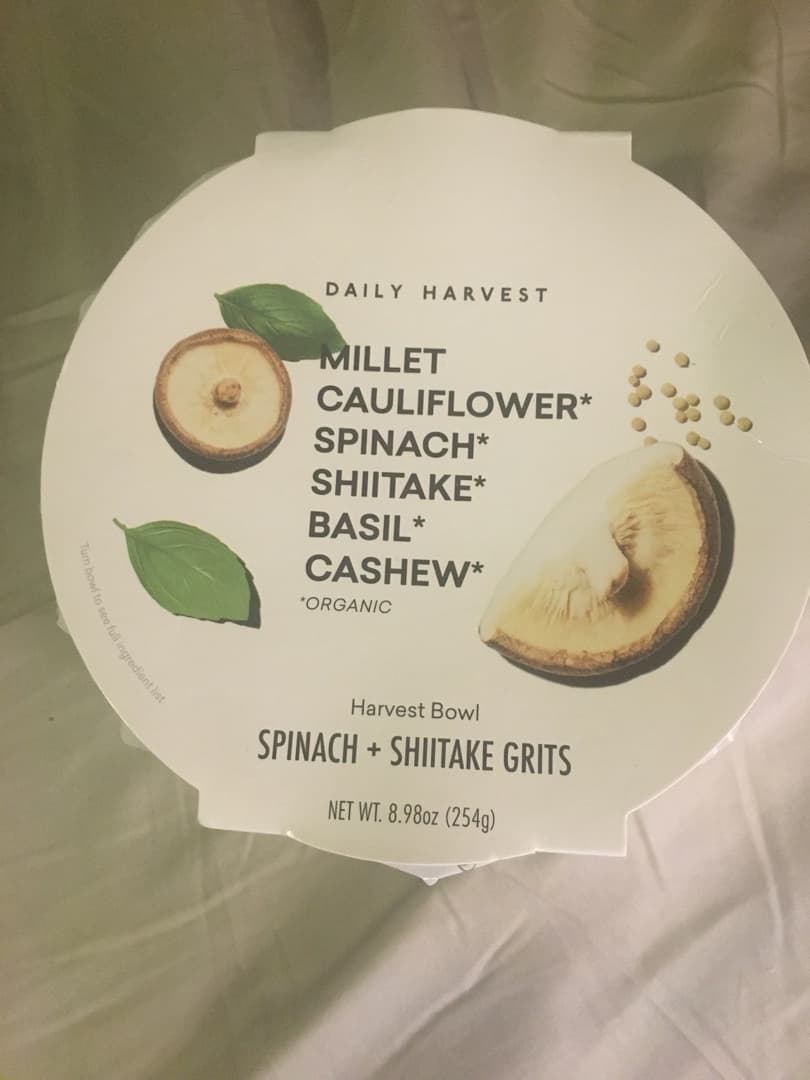 DAILY HARVEST
MILLET
CAULIFLOWER*
SPINACH*
SHIITAKE*
BASIL*
CASHEW*
*ORGANIC
Turn bowl to see full ingredient list
Harvest Bowl
SPINACH + SHIITAKE GRITS
NET WT. 8.98oz (254g)